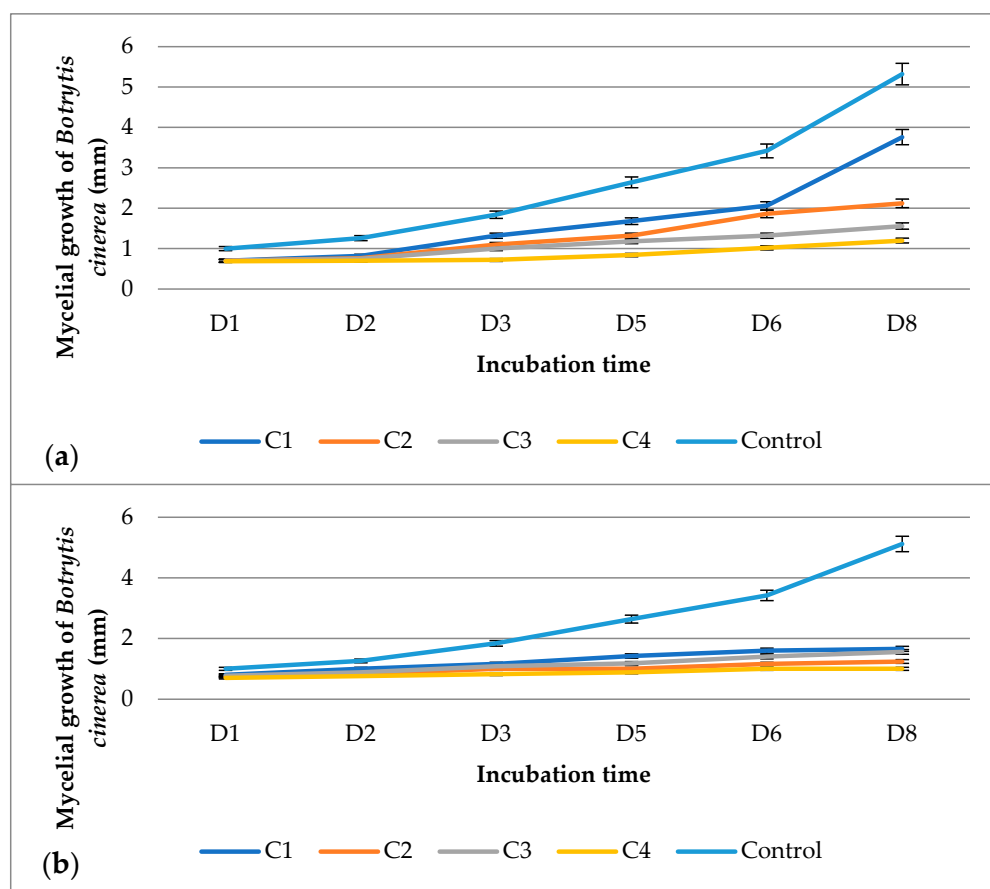 Mycelial growth of Botrytis
cinerea (mm)
6
5
4
3
2
1
0
D1 D2 D3 D5 D6 D8
Incubation time
C1 C2 C3 C4 Control
(a)
Mycelial growth of Botrytis
cinerea (mm)
6
4
2
0
D1 D2 D3 D5 D6 D8
Incubation time
C1 C2 C3 C4 Control
(b)